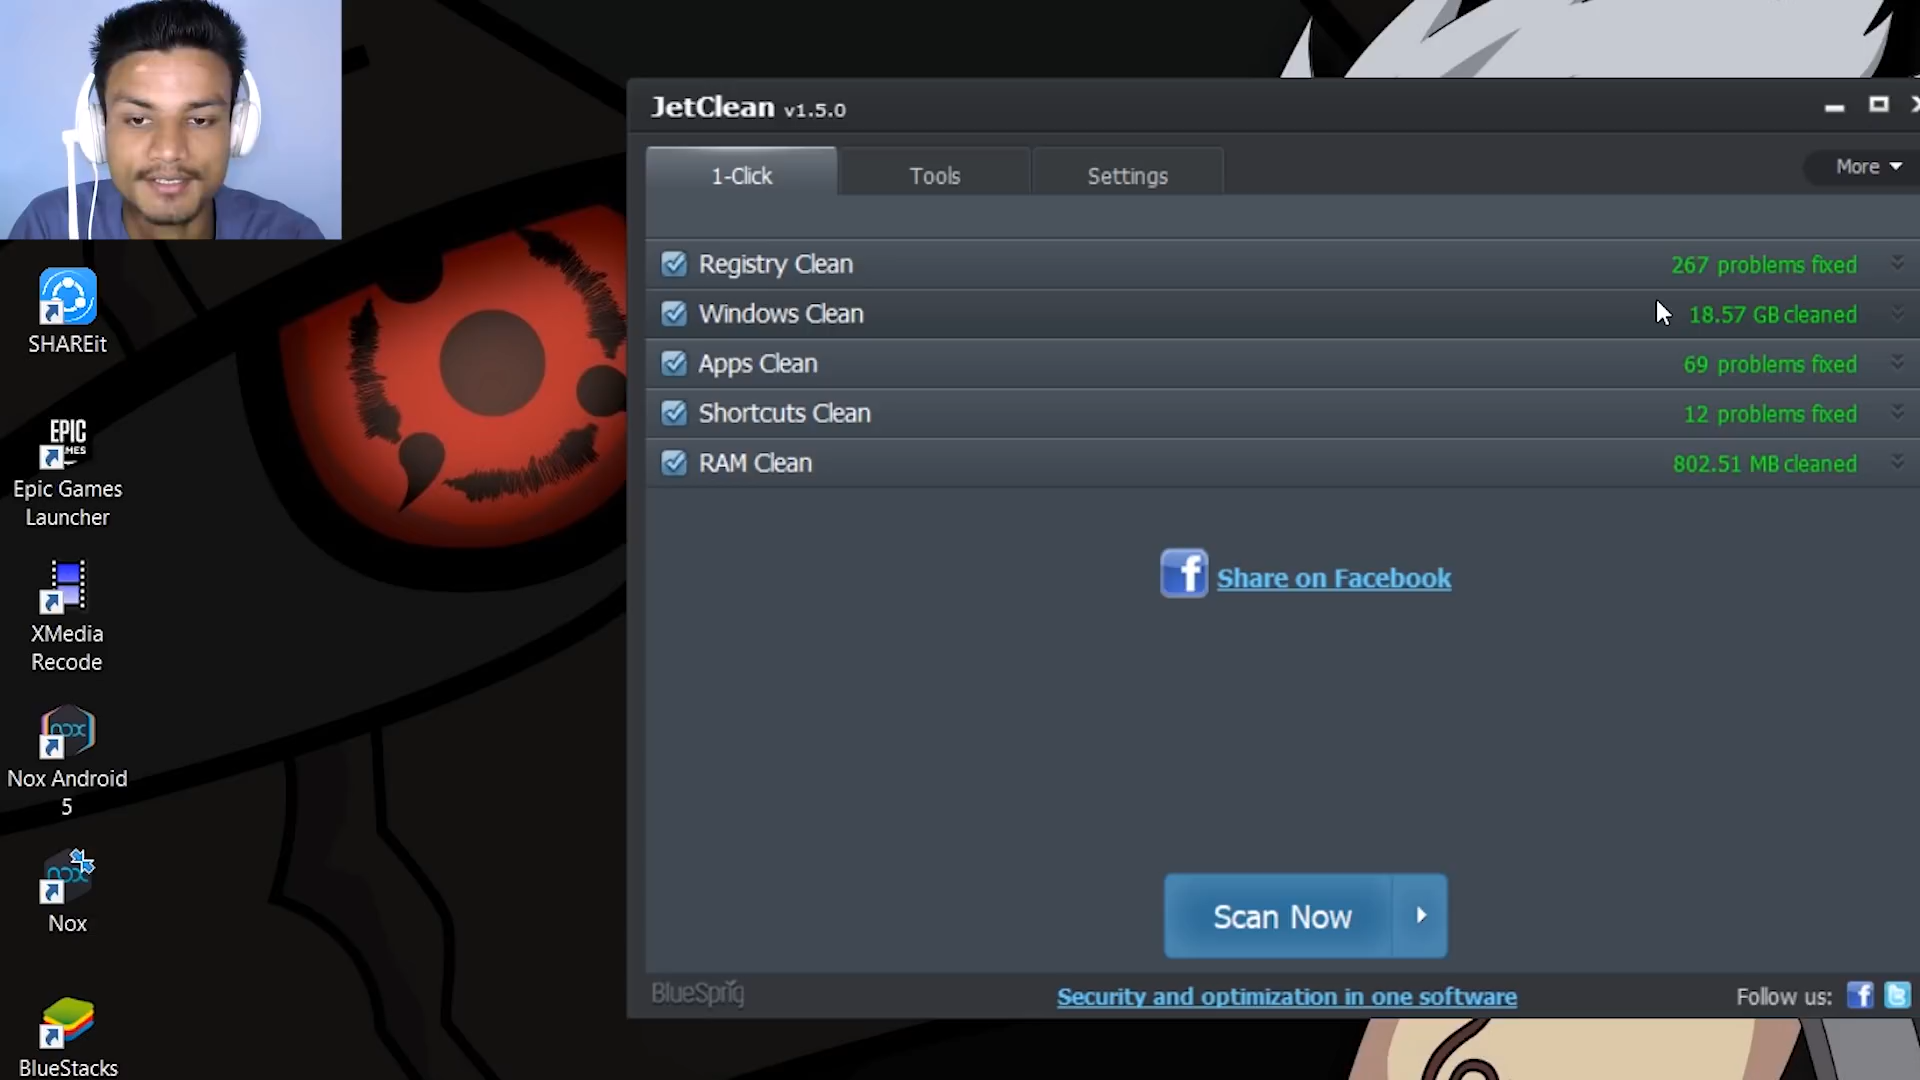 JetClean v1.5.0
1-Click
Tools
Settings
More
Registry Clean
267 problems fixed
Windows Clean
18.57 GB cleaned
Apps Clean
69 problems fixed
Shortcuts Clean
12 problems fixed
RAM Clean
802.51 MB cleaned
f Share on Facebook
Scan Now
BlueSprig
Security and optimization in one software
Follow us: f t
SHAREit
EPIC
GAMES
Epic Games
Launcher
XMedia
Recode
nox
Nox Android
5
nox
Nox
BlueStacks